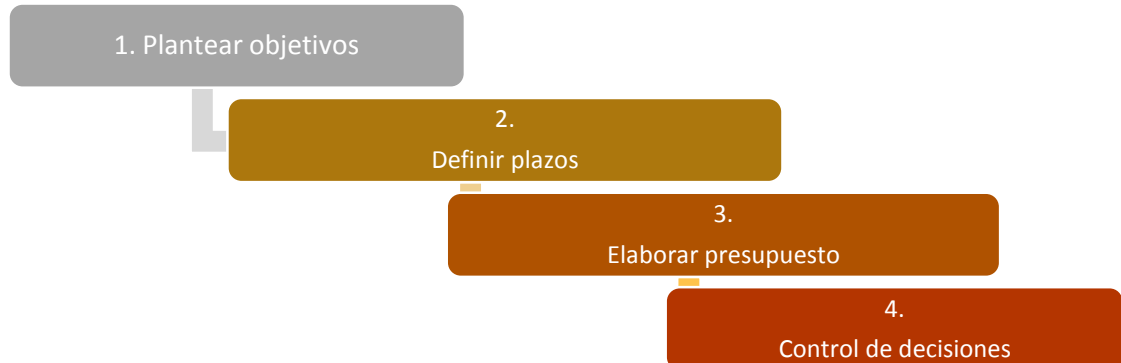 1. Plantear objetivos
2.
Definir plazos
3.
Elaborar presupuesto
4.
Control de decisiones